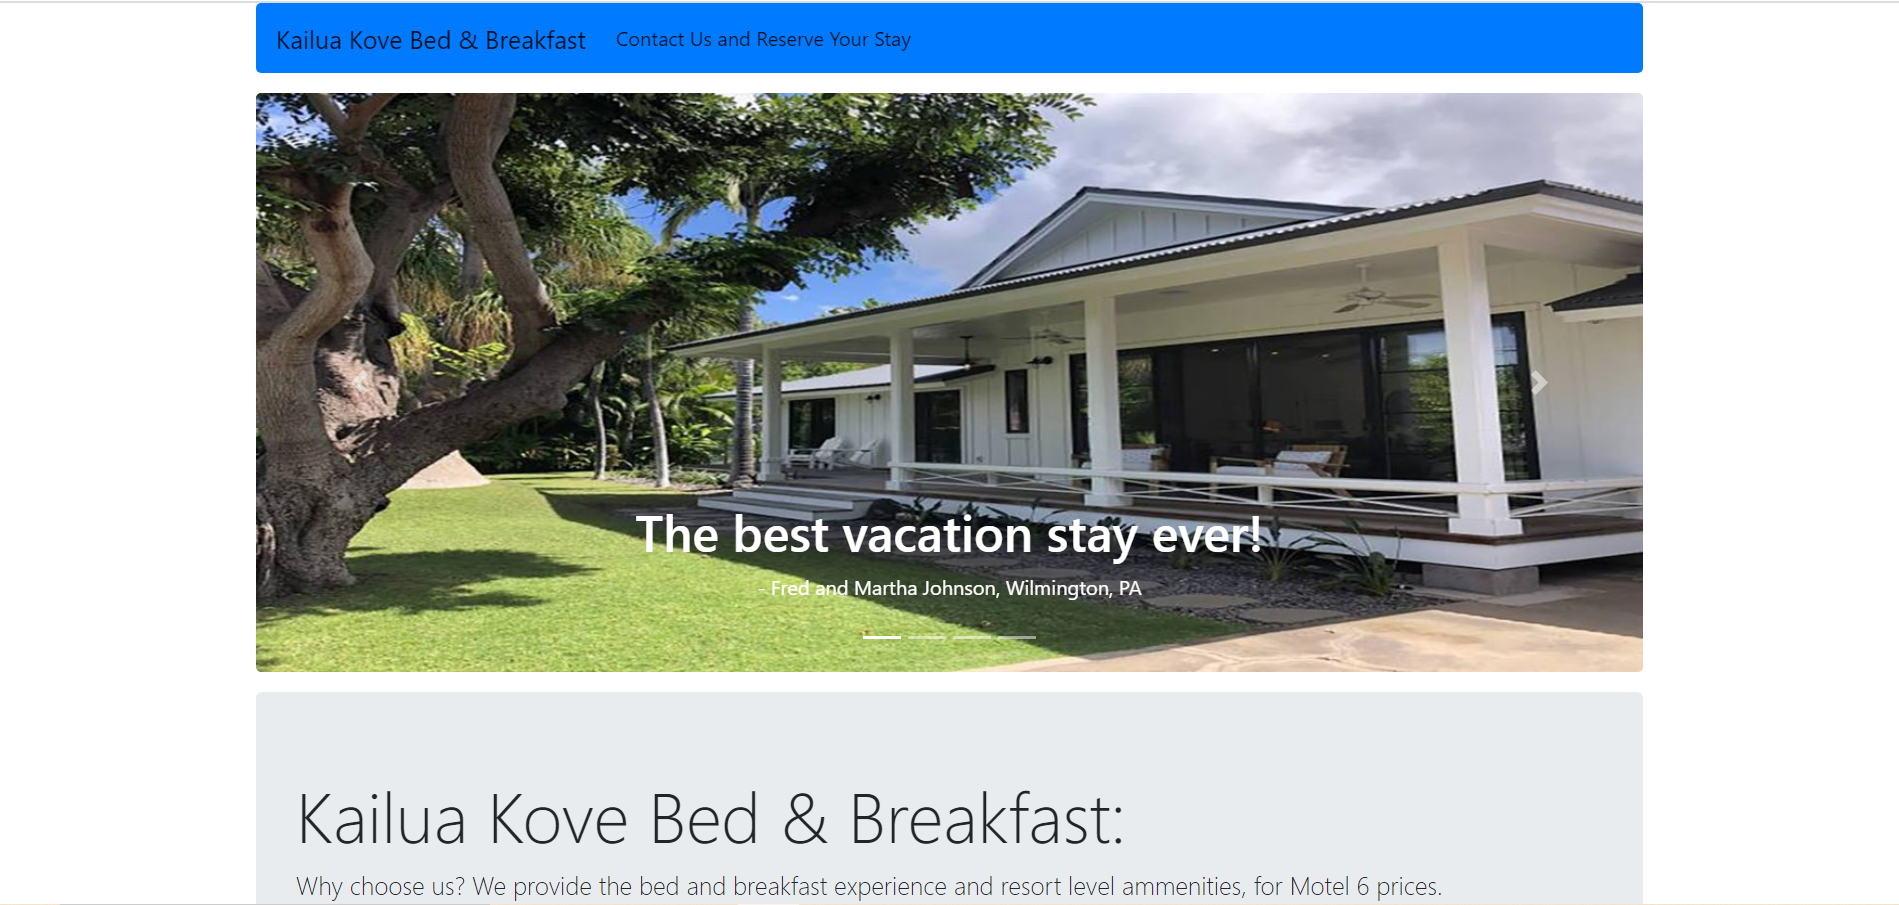 Kailua Kove Bed & Breakfast Contact Us and Reserve Your Stay
The best vacation stay ever!
- Fred and Martha Johnson, Wilmington, PA
Kailua Kove Bed & Breakfast:
Why choose us? We provide the bed and breakfast experience and resort level ammenities, for Motel 6 prices.